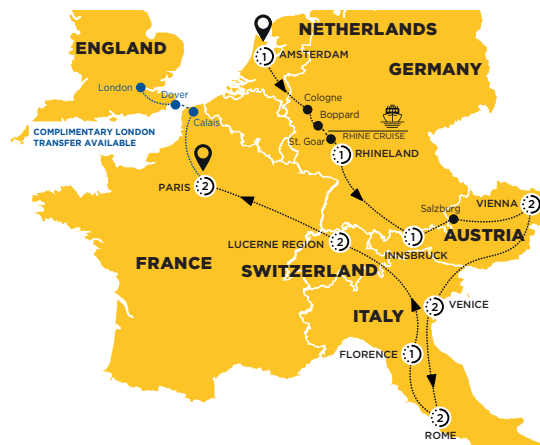 NETHERLANDS
ENGLAND
1
AMSTERDAM
GERMANY
London
Dover
Cologne
Calais
Boppard
COMPLIMENTARY LONDON
TRANSFER AVAILABLE
RHINE CRUISE
St. Goar
1
RHINELAND
PARIS
2
Salzburg
VIENNA
2
LUCERNE REGION
2
1
AUSTRIA
INNSBRUCK
FRANCE
SWITZERLAND
2
VENICE
ITALY
FLORENCE
1
2
ROME